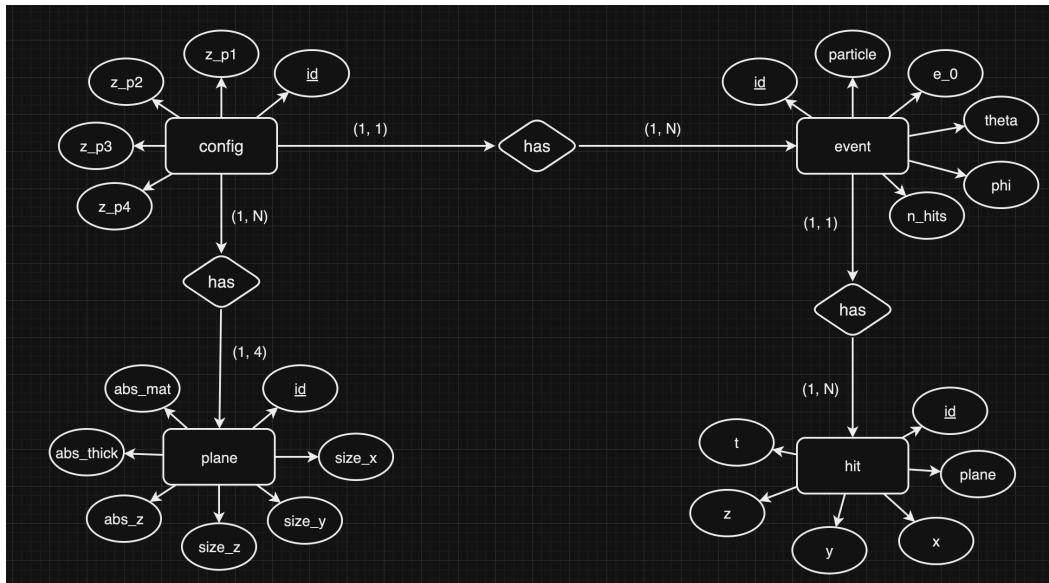 z_p1
id
z_p2
z_p3
z_p4
config
(1, 1)
has
(1, N)
particle
id
e_0
theta
event
phi
n_hits
(1, N)
has
(1, 4)
(1, 1)
has
(1, N)
abs_mat
id
abs_thick
plane
size_x
abs_z
size_y
size_z
id
t
hit
plane
z
x
y